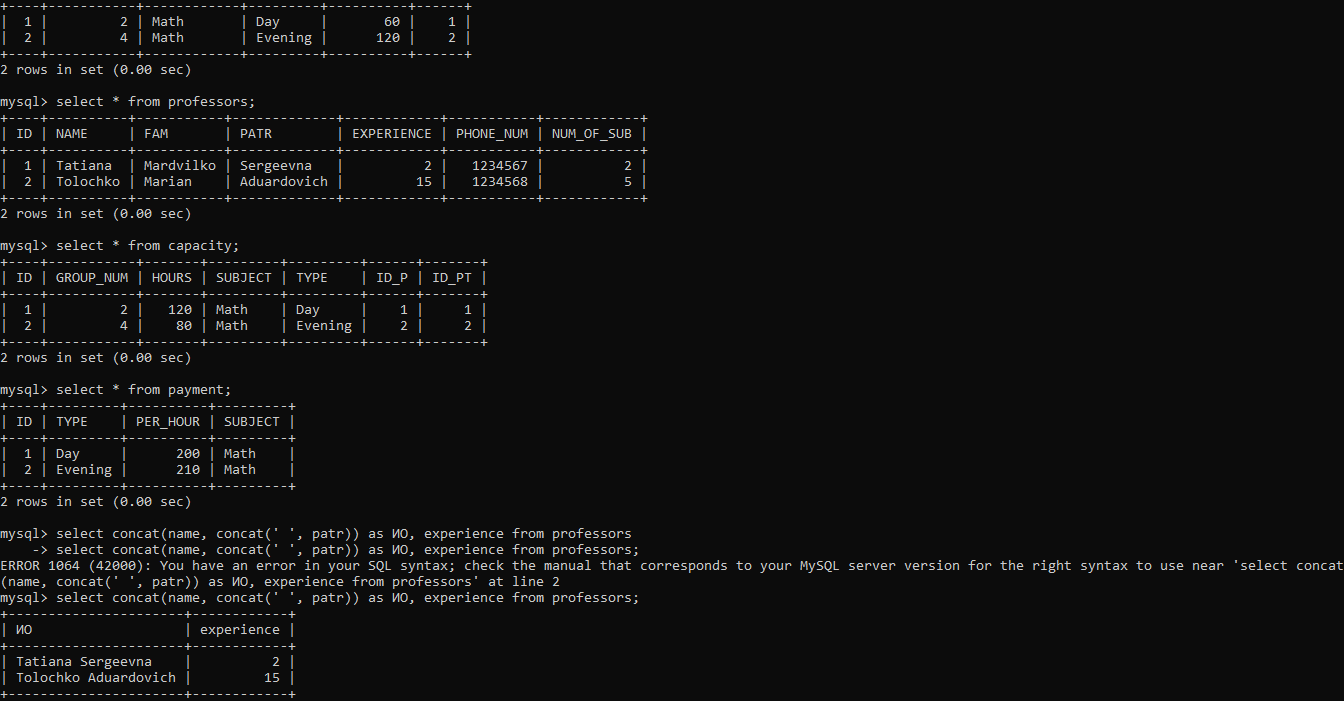 +----+-----------+------------+---------+----------+------+
|  1 |         2 | Math       | Day     |       60 |    1 |
|  2 |         4 | Math       | Evening |      120 |    2 |
+----+-----------+------------+---------+----------+------+
2 rows in set (0.00 sec)
mysql> select * from professors;
+----+----------+-----------+-------------+------------+-----------+------------+
| ID | NAME     | FAM       | PATR        | EXPERIENCE | PHONE_NUM | NUM_OF_SUB |
+----+----------+-----------+-------------+------------+-----------+------------+
|  1 | Tatiana  | Mardvilko | Sergeevna   |          2 |   1234567 |          2 |
|  2 | Tolochko | Marian    | Aduardovich |         15 |   1234568 |          5 |
+----+----------+-----------+-------------+------------+-----------+------------+
2 rows in set (0.00 sec)
mysql> select * from capacity;
+----+-----------+-------+---------+---------+------+-------+
| ID | GROUP_NUM | HOURS | SUBJECT | TYPE    | ID_P | ID_PT |
+----+-----------+-------+---------+---------+------+-------+
|  1 |         2 |   120 | Math    | Day     |    1 |     1 |
|  2 |         4 |    80 | Math    | Evening |    2 |     2 |
+----+-----------+-------+---------+---------+------+-------+
2 rows in set (0.00 sec)
mysql> select * from payment;
+----+---------+----------+---------+
| ID | TYPE    | PER_HOUR | SUBJECT |
+----+---------+----------+---------+
|  1 | Day     |      200 | Math    |
|  2 | Evening |      210 | Math    |
+----+---------+----------+---------+
2 rows in set (0.00 sec)
mysql> select concat(name, concat(' ', patr)) as ИО, experience from professors
    -> select concat(name, concat(' ', patr)) as ИО, experience from professors;
ERROR 1064 (42000): You have an error in your SQL syntax; check the manual that corresponds to your MySQL server version for the right syntax to use near 'select concat
(name, concat(' ', patr)) as ИО, experience from professors' at line 2
mysql> select concat(name, concat(' ', patr)) as ИО, experience from professors;
+----------------------+------------+
| ИО                   | experience |
+----------------------+------------+
| Tatiana Sergeevna    |          2 |
| Tolochko Aduardovich |         15 |
+----------------------+------------+